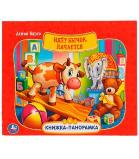 Агния Барто
ИДЁТ БЫЧОК,
КАЧАЕТСЯ
КНИЖКА-ПАНОРАМКА